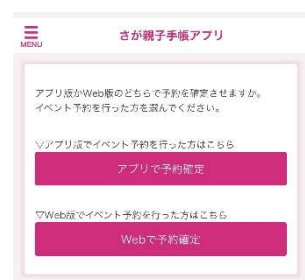 MENU
さが親子手帳アプリ
アプリ版かWeb版のどちらで予約を確定させますか。
イベント予約を行った方を選んでください。
▽アプリ版でイベント予約を行った方はこちら
アプリで予約確定
▽Web版でイベント予約を行った方はこちら
Webで予約確定